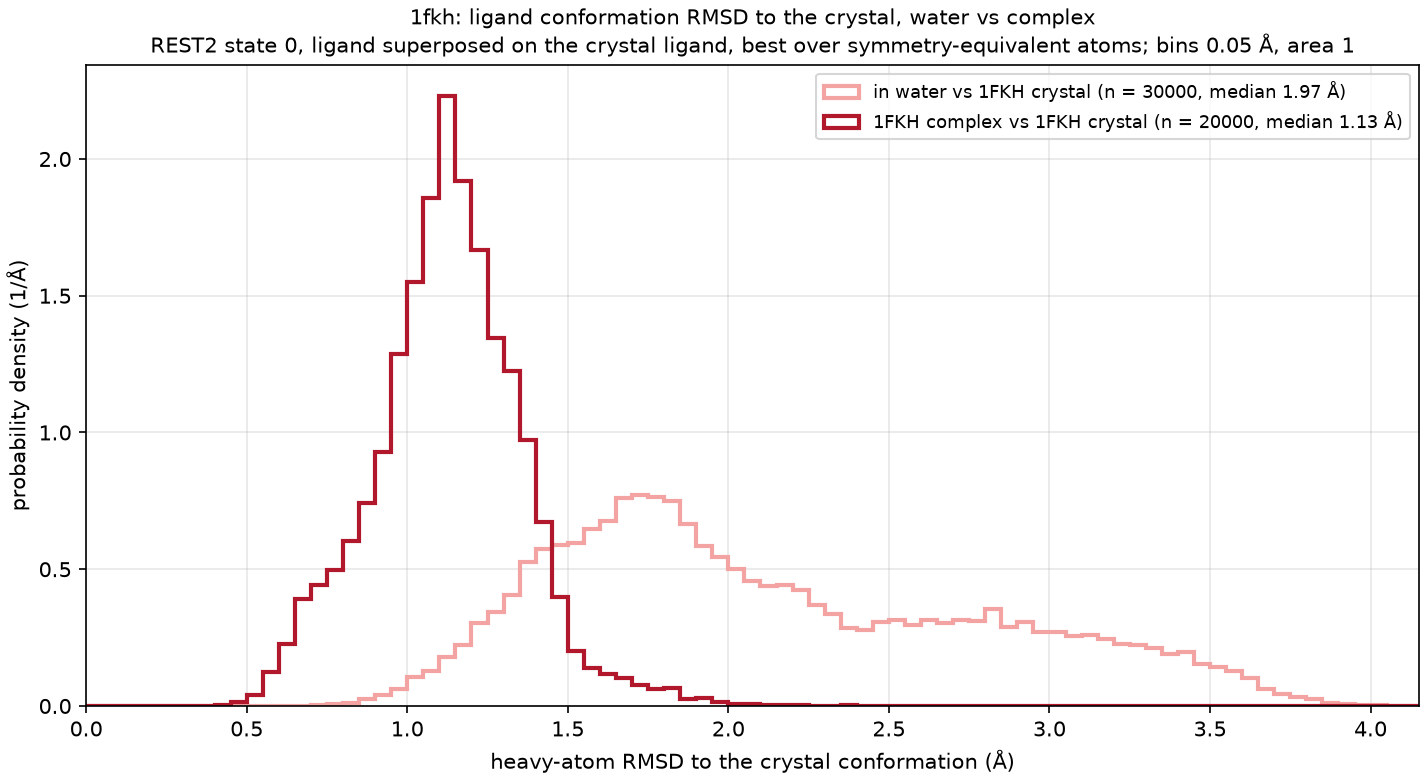 1fkh: ligand conformation RMSD to the crystal, water vs complex
REST2 state 0, ligand superposed on the crystal ligand, best over symmetry-equivalent atoms; bins 0.05 Å, area 1
in water vs 1FKH crystal (n = 30000, median 1.97 Å)
1FKH complex vs 1FKH crystal (n = 20000, median 1.13 Å)
probability density (1/Å)
2.0
1.5
1.0
0.5
0.0
0.0 0.5 1.0 1.5 2.0 2.5 3.0 3.5 4.0
heavy-atom RMSD to the crystal conformation (Å)